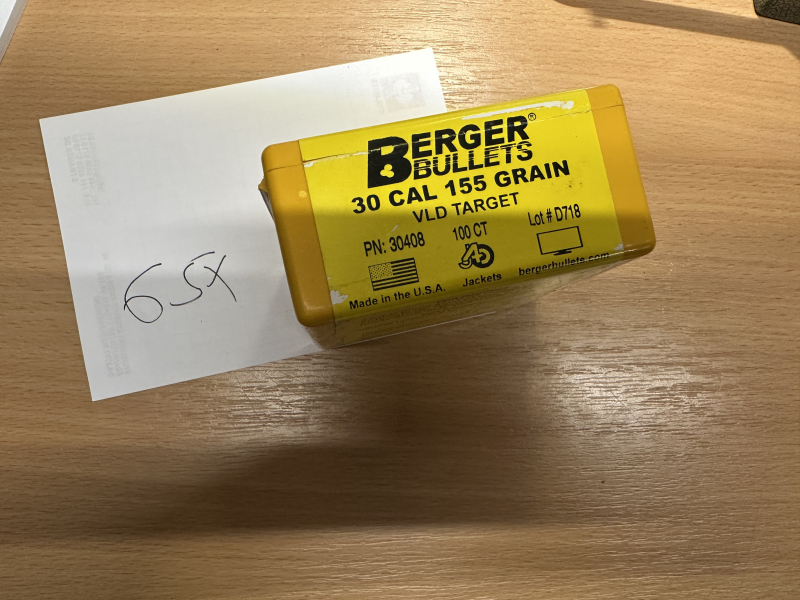 BERGER®
BULLETS
30 CAL 155 GRAIN
VLD TARGET
PN: 30408
100 CT
Lot # D718
Made in the U.S.A.
J4
Jackets
bergerbullets.com
65x